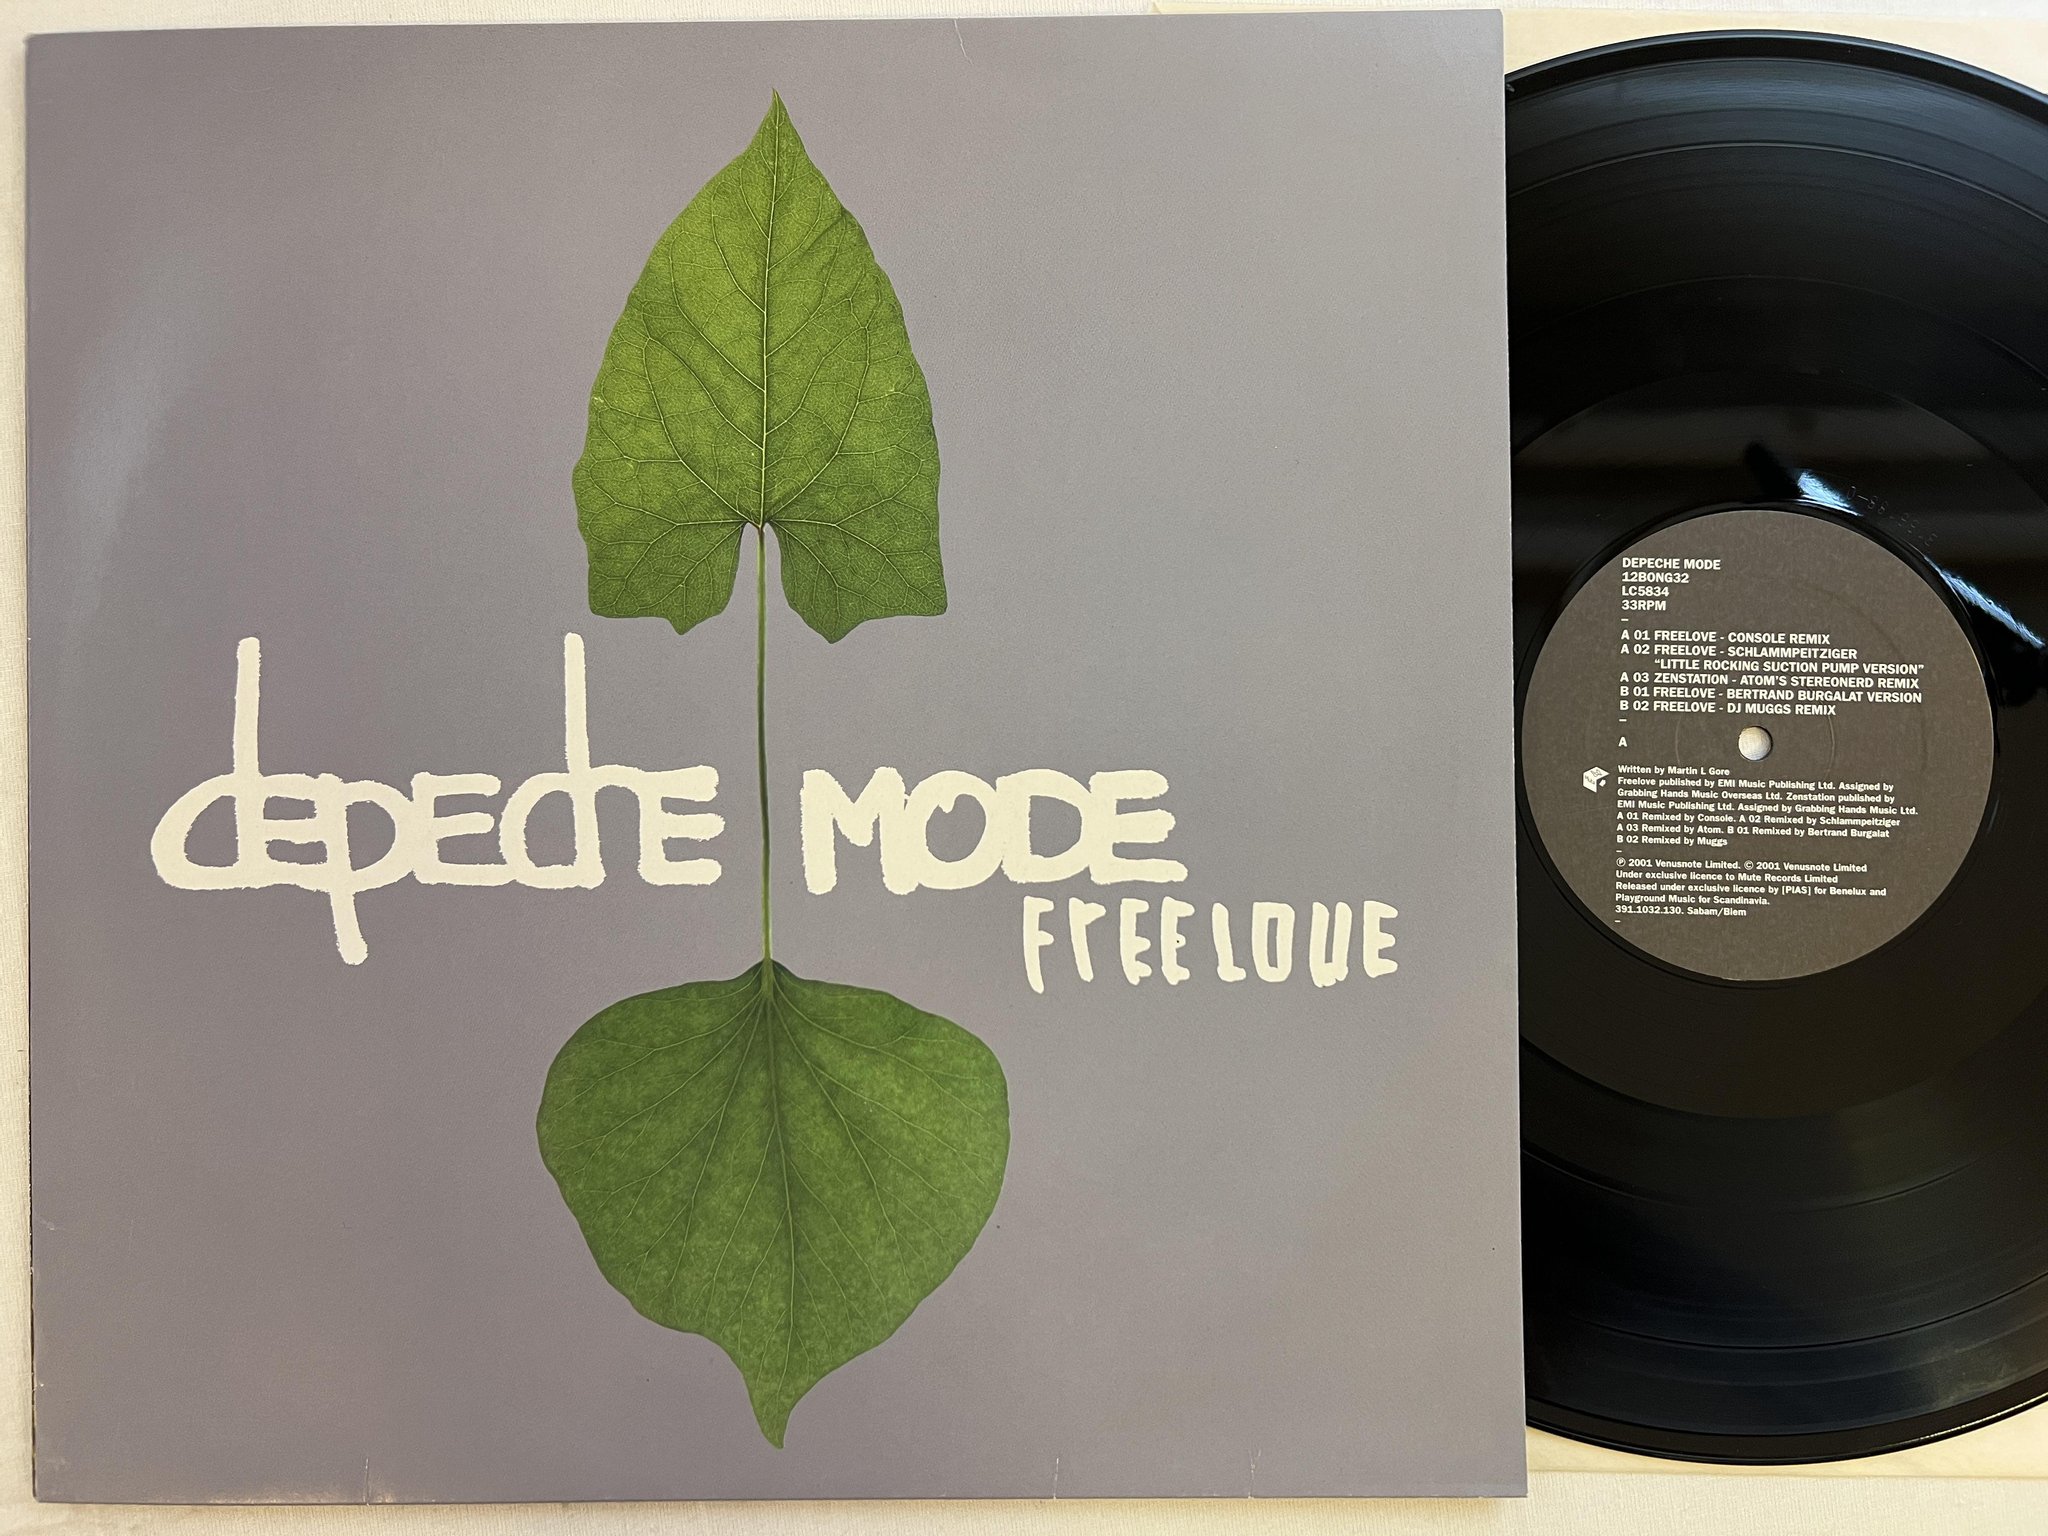 depeche MODE
FreeLOVE
DEPECHE MODE
12BONG32
LC5834
33RPM
–
A 01 FREELOVE - CONSOLE REMIX
A 02 FREELOVE - SCHLAMMPEITZIGER
"LITTLE ROCKING SUCTION PUMP VERSION"
A 03 ZENSTATION - ATOM'S STEREONERD REMIX
B 01 FREELOVE - BERTRAND BURGALAT VERSION
B 02 FREELOVE - DJ MUGGS REMIX
–
A
Written by Martin L Gore
Freelove published by EMI Music Publishing Ltd. Assigned by
Grabbing Hands Music Overseas Ltd. Zenstation published by
EMI Music Publishing Ltd. Assigned by Grabbing Hands Music Ltd.
A 01 Remixed by Console. A 02 Remixed by Schlammpeitziger
A 03 Remixed by Atom. B 01 Remixed by Bertrand Burgalat
B 02 Remixed by Muggs
–
℗ 2001 Venusnote Limited. © 2001 Venusnote Limited
Under exclusive licence to Mute Records Limited
Released under exclusive licence by [PIAS] for Benelux and
Playground Music for Scandinavia.
391.1032.130. Sabam/Biem
–